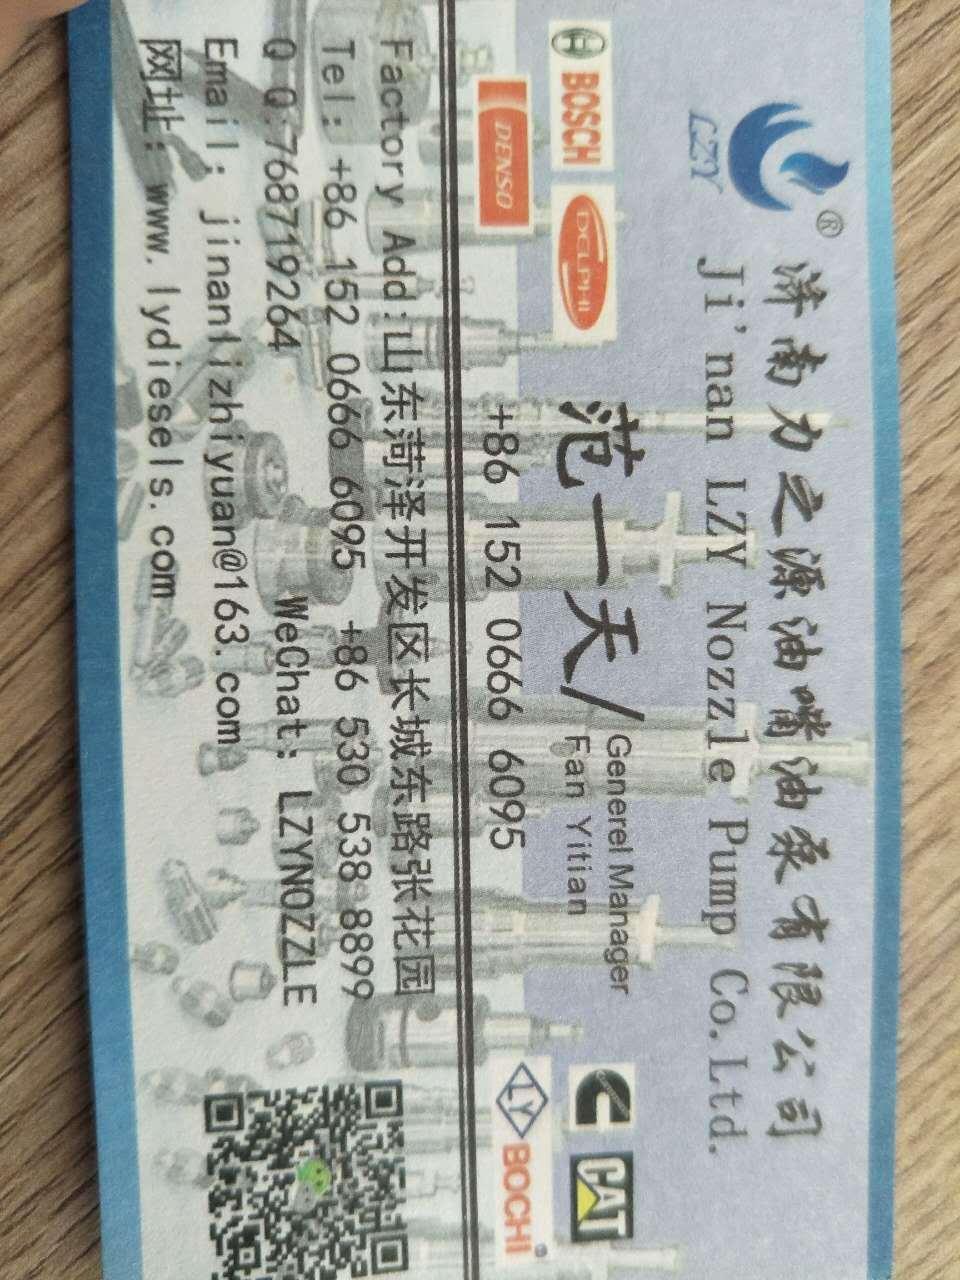 LZY
®
济南力之源油嘴油泵有限公司
Ji'nan LZY Nozzle Pump Co.Ltd.
BOSCH
DELPHI
DENSO
范一天/
Generel Manager
Fan Yitian
+86 152 0666 6095
CAT
LY
BOCHI
Factory Add:山东菏泽开发区长城东路张花园
Tel: +86 152 0666 6095 +86 530 538 8899
Q Q:768719264 WeChat: LZYNOZZLE
Email: jinanlizhiyuan@163.com
网址: www.lydiesels.com